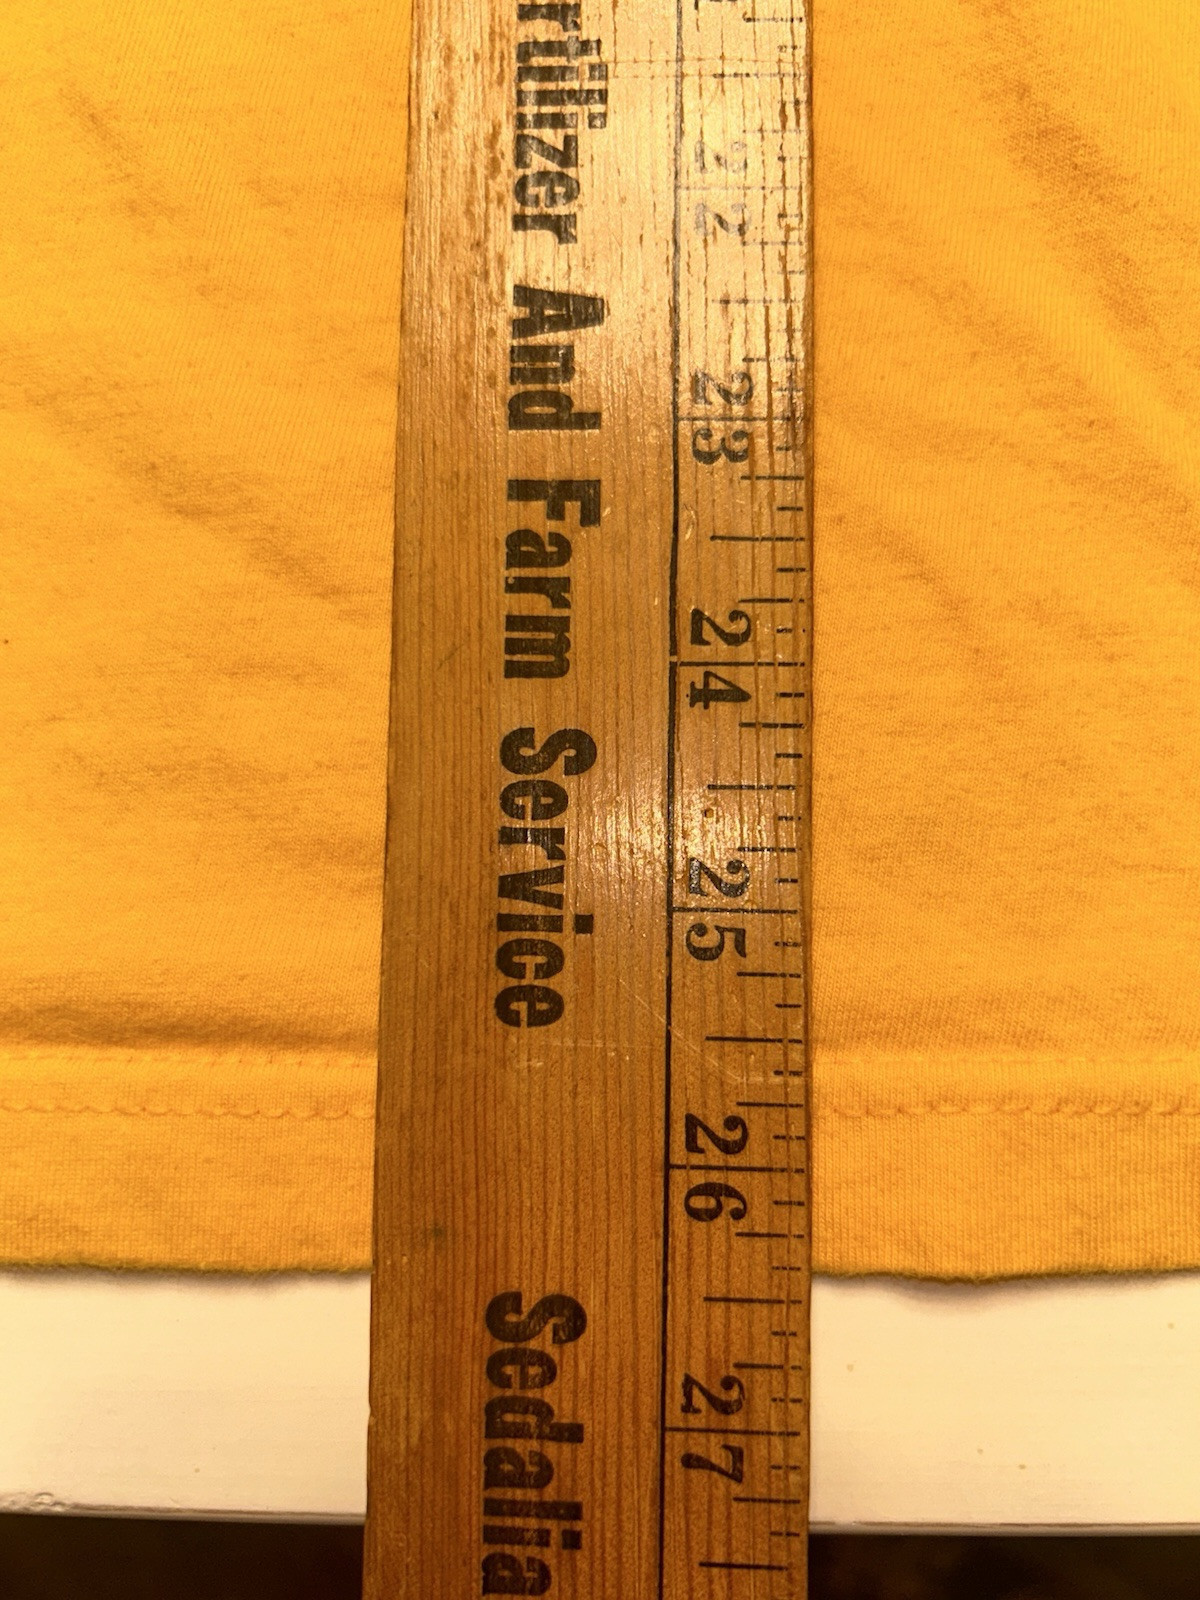 rtilizer And Farm Service Sedalia
22 23 24 25 26 27